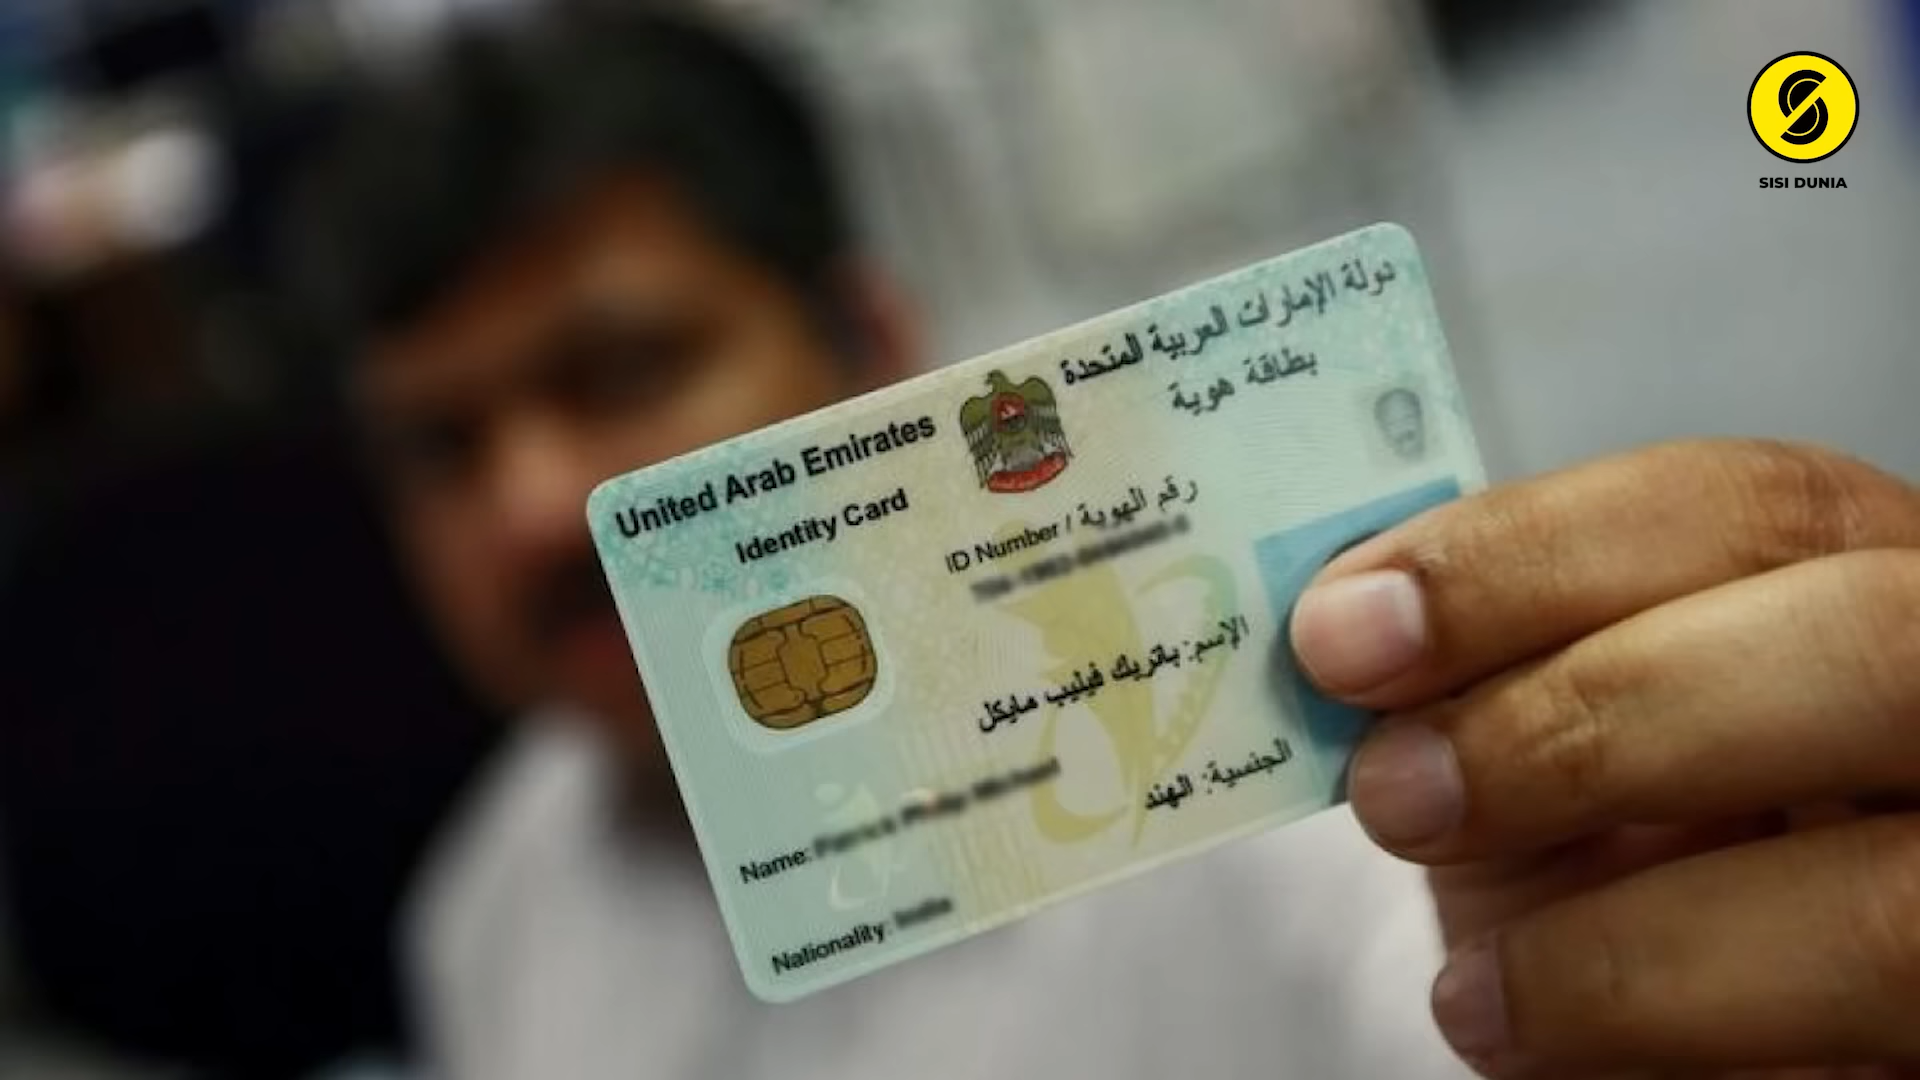 SISI DUNIA
دولة الإمارات العربية المتحدة
بطاقة هوية
United Arab Emirates
Identity Card
ID Number / رقم الهوية
الإسم: باتريك فيليب مايكل
Name:
الجنسية: الهند
Nationality: